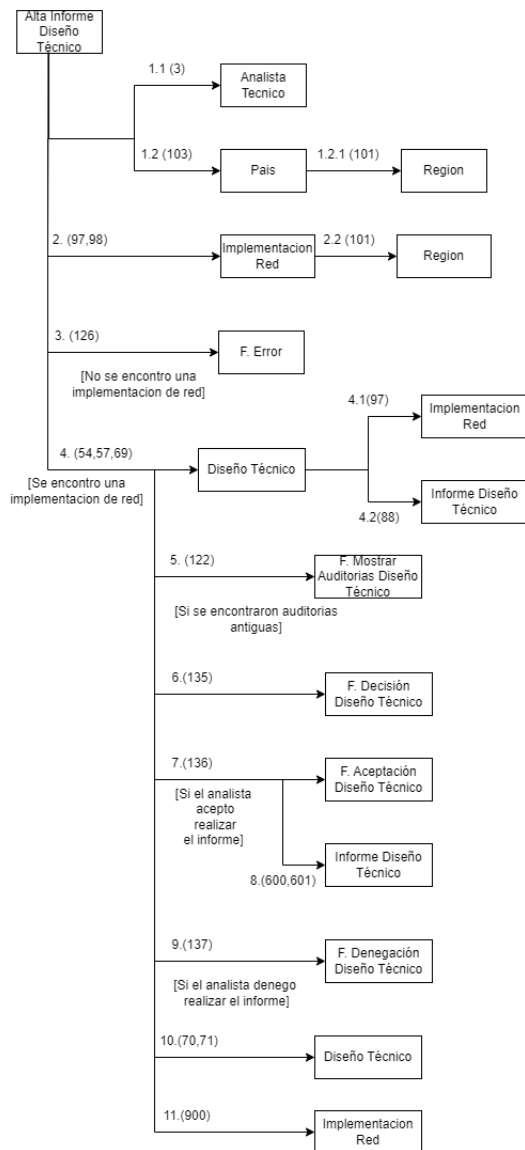 Alta Informe
Diseño
Técnico
1.1 (3)
Analista
Tecnico
1.2 (103)
Pais
1.2.1 (101)
Region
2. (97,98)
Implementacion
Red
2.2 (101)
Region
3. (126)
F. Error
[No se encontro una
implementacion de red]
4. (54,57,69)
[Se encontro una
implementacion de red]
Diseño Técnico
4.1(97)
Implementacion
Red
4.2(88)
Informe Diseño
Técnico
5. (122)
F. Mostrar
Auditorias Diseño
Técnico
[Si se encontraron auditorias
antiguas]
6.(135)
F. Decisión
Diseño Técnico
7.(136)
F. Aceptación
Diseño Técnico
[Si el analista
acepto
realizar
el informe]
8.(600,601)
Informe Diseño
Técnico
9.(137)
F. Denegación
Diseño Técnico
[Si el analista denego
realizar el informe]
10.(70,71)
Diseño Técnico
11.(900)
Implementacion
Red